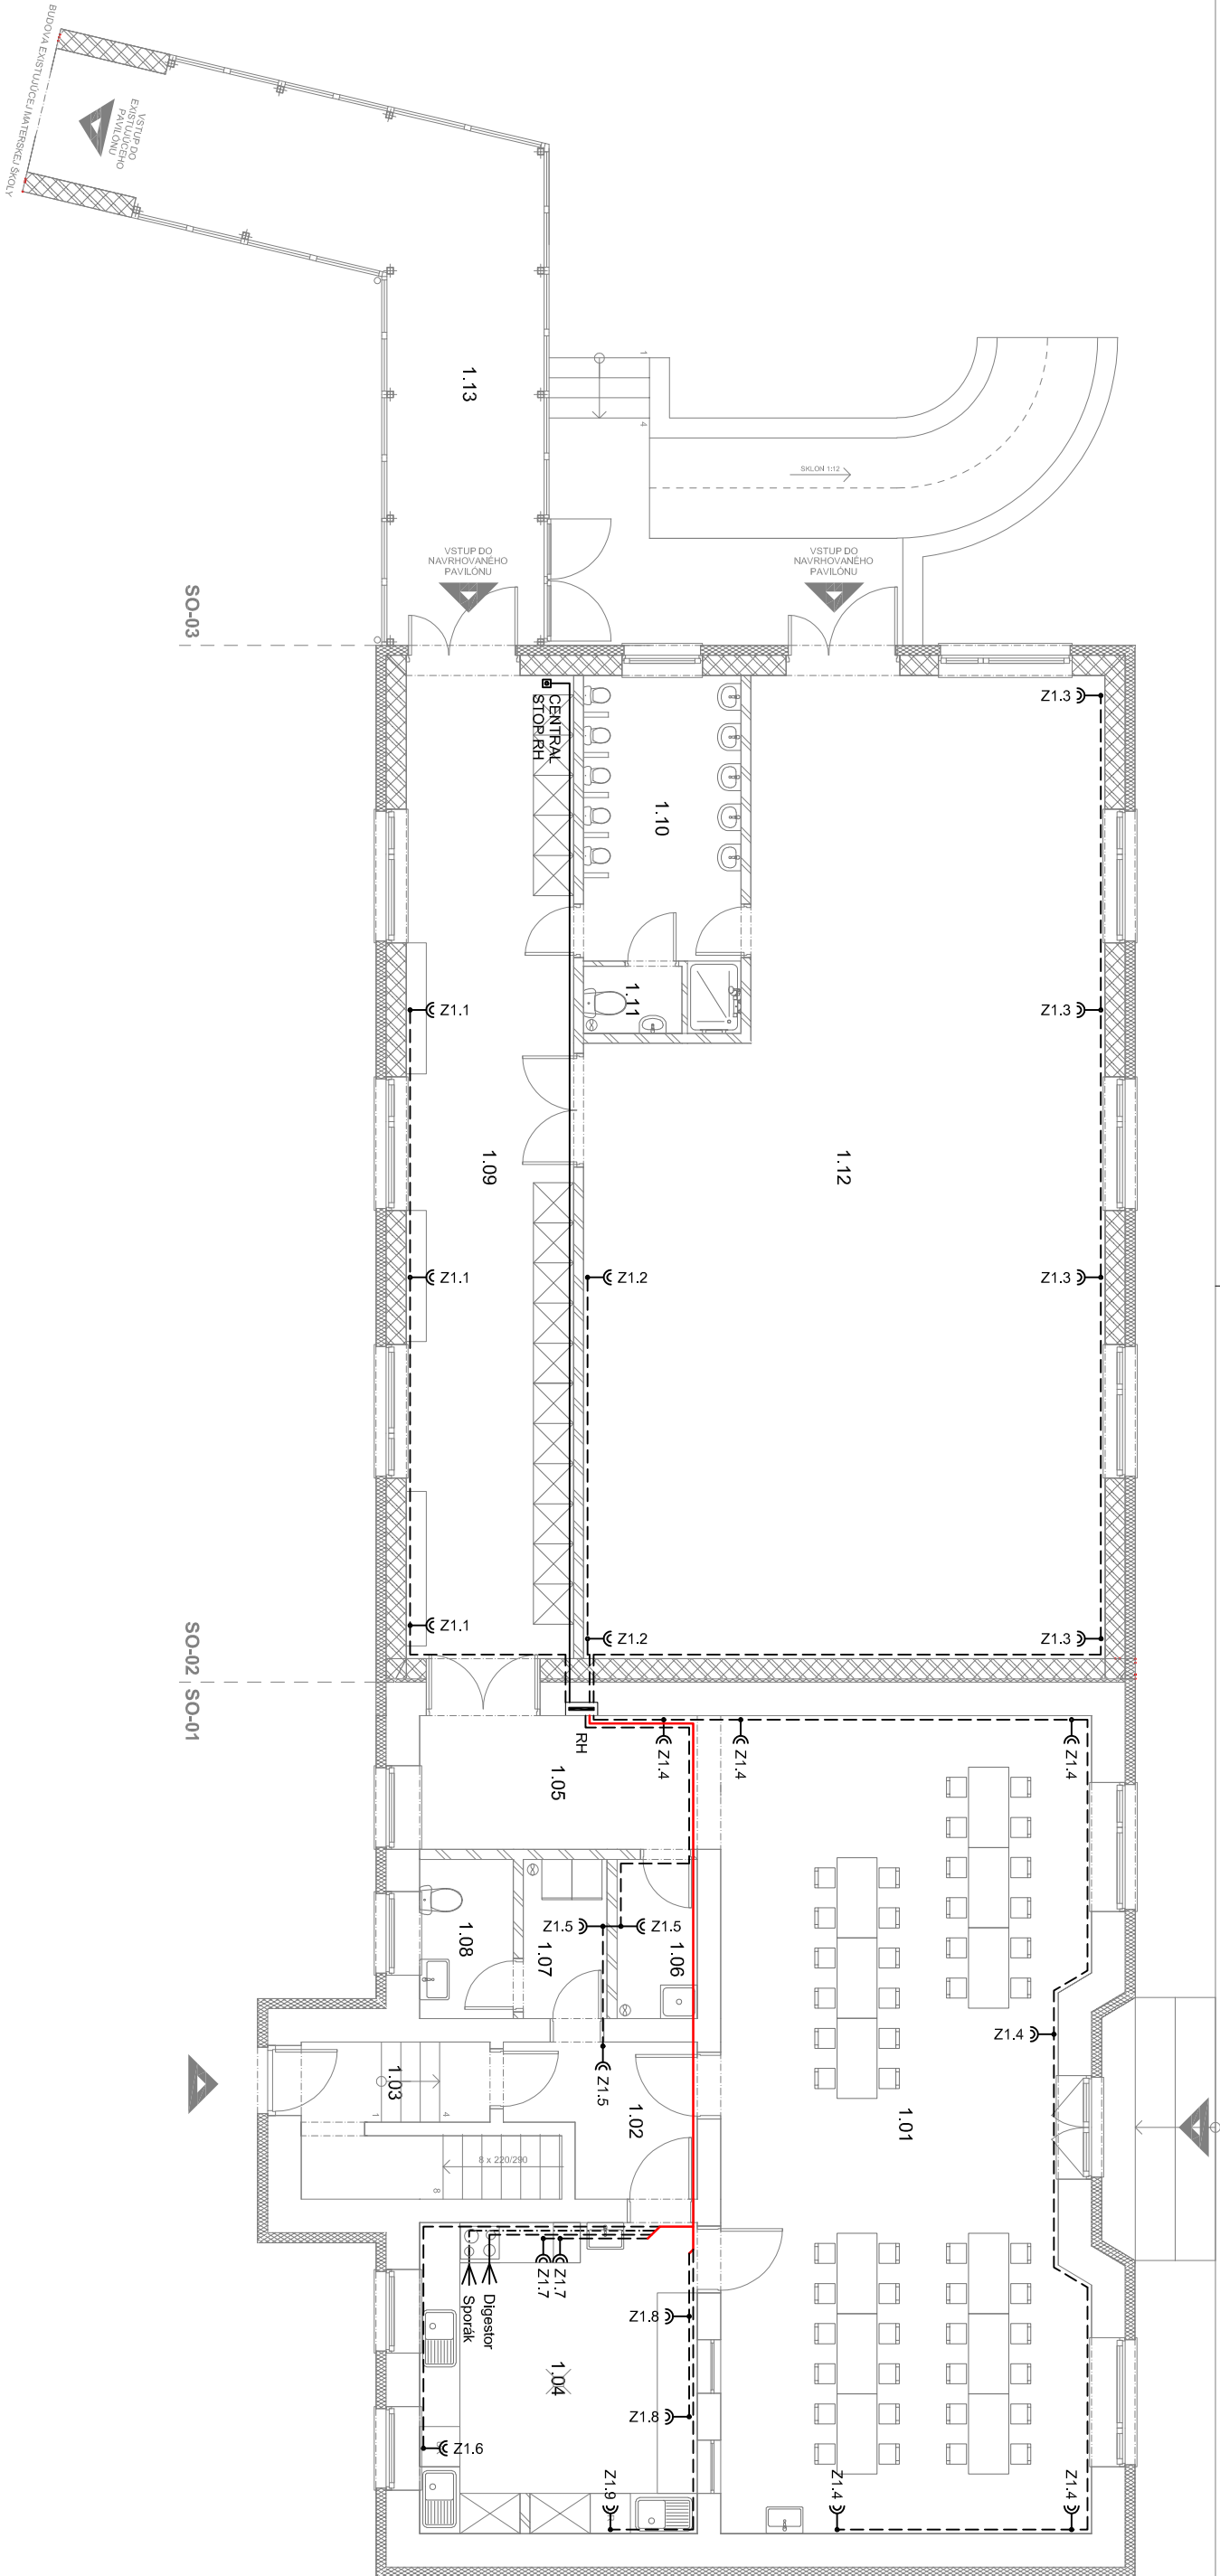 BUDOVA EXISTUJÚCEJ MATERSKEJ ŠKOLY
VSTUP DO
EXISTUJÚCEHO
PAVILÓNU
1.13
1
4
SKLON 1:12
VSTUP DO
NAVRHOVANÉHO
PAVILÓNU
VSTUP DO
NAVRHOVANÉHO
PAVILÓNU
SO-03
CENTRAL
STOP RH
Z1.3
1.10
1.11
Z1.1
Z1.3
1.09
1.12
Z1.1
Z1.2
Z1.3
Z1.1
Z1.2
Z1.3
SO-02
SO-01
RH
Z1.4
Z1.4
Z1.4
1.05
Z1.5
Z1.5
1.08
1.07
1.06
Z1.4
1.03
1
4
Z1.5
1.02
1.01
8 x 220/290
8
Z1.7
Z1.7
Sporák
Digestor
Z1.8
1.04
Z1.8
Z1.6
Z1.9
Z1.4
Z1.4